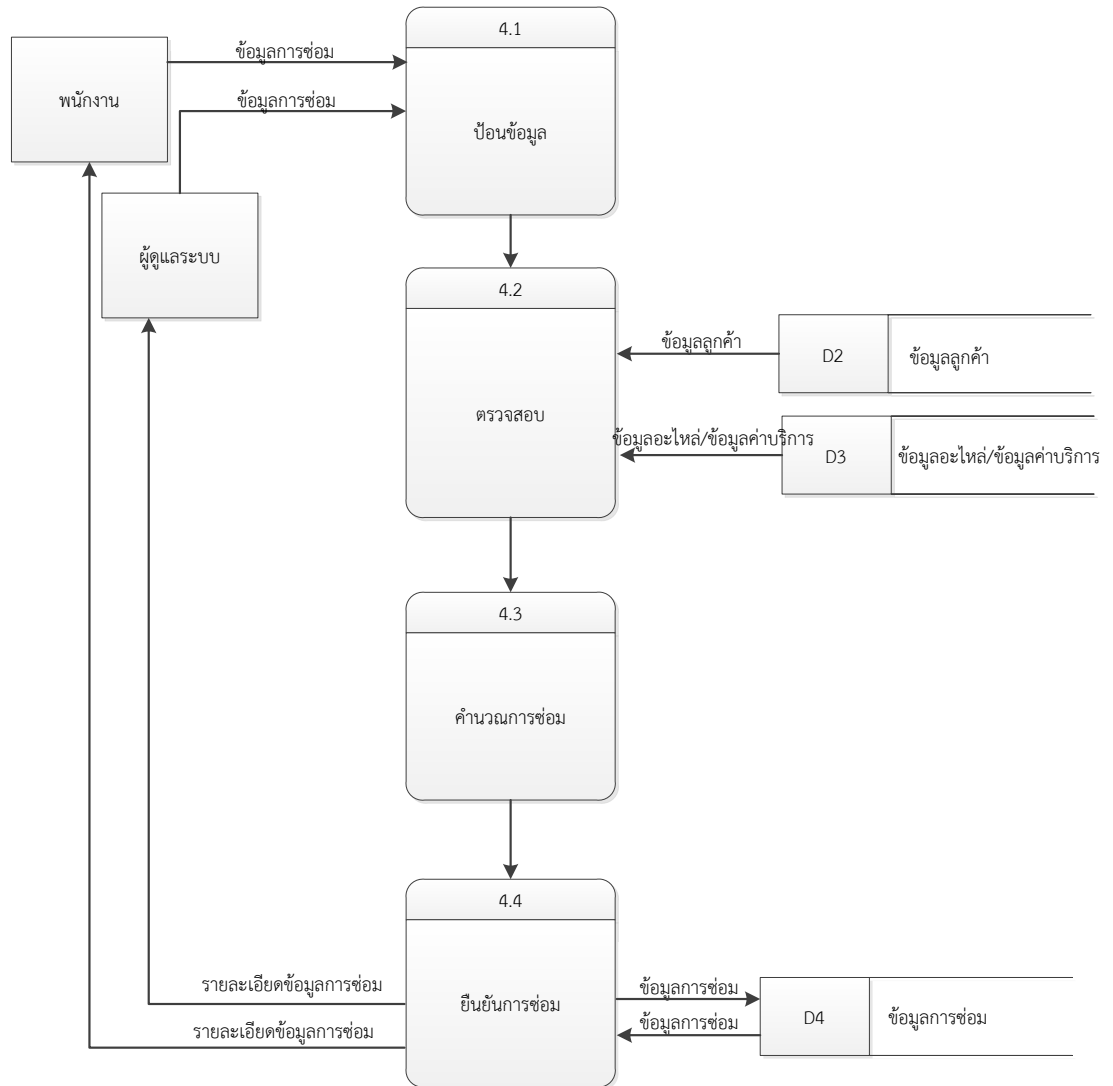 4.1
ข้อมูลการซ่อม
พนักงาน
ข้อมูลการซ่อม
ป้อนข้อมูล
ผู้ดูแลระบบ
4.2
ข้อมูลลูกค้า
D2
ข้อมูลลูกค้า
ตรวจสอบ
ข้อมูลอะไหล่/ข้อมูลค่าบริการ
D3
ข้อมูลอะไหล่/ข้อมูลค่าบริการ
4.3
คำนวณการซ่อม
4.4
รายละเอียดข้อมูลการซ่อม
ยืนยันการซ่อม
ข้อมูลการซ่อม
D4
ข้อมูลการซ่อม
รายละเอียดข้อมูลการซ่อม
ข้อมูลการซ่อม